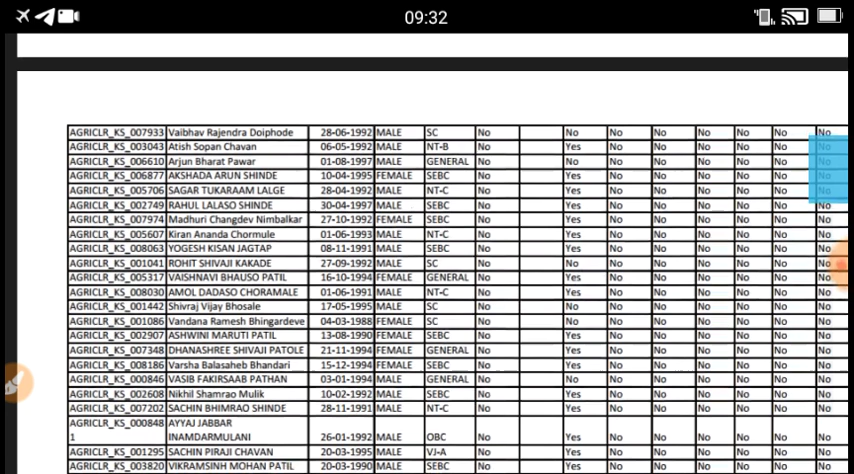 09:32
AGRICLR_KS_007933 Vaibhav Rajendra Doiphode 28-06-1992 MALE SC No No No No No No No No
AGRICLR_KS_003043 Atish Sopan Chavan 06-05-1992 MALE NT-B No Yes No No No No No No
AGRICLR_KS_006610 Arjun Bharat Pawar 01-08-1997 MALE GENERAL No No No No No No No No
AGRICLR_KS_006877 AKSHADA ARUN SHINDE 10-04-1995 FEMALE SEBC No Yes No No No No No No
AGRICLR_KS_005706 SAGAR TUKARAAM LALGE 28-04-1992 MALE NT-C No Yes No No No No No No
AGRICLR_KS_002749 RAHUL LALASO SHINDE 30-04-1997 MALE SEBC No Yes No No No No No No
AGRICLR_KS_007974 Madhuri Changdev Nimbalkar 27-10-1992 FEMALE SEBC No Yes No No No No No No
AGRICLR_KS_005607 Kiran Ananda Chormule 01-06-1993 MALE NT-C No Yes No No No No No No
AGRICLR_KS_008063 YOGESH KISAN JAGTAP 08-11-1991 MALE SEBC No Yes No No No No No No
AGRICLR_KS_001041 ROHIT SHIVAJI KAKADE 27-09-1992 MALE SC No No No No No No No No
AGRICLR_KS_005317 VAISHNAVI BHAUSO PATIL 16-10-1994 FEMALE GENERAL No Yes No No No No No No
AGRICLR_KS_008030 AMOL DADASO CHORAMALE 01-06-1991 MALE NT-C No Yes No No No No No No
AGRICLR_KS_001442 Shivraj Vijay Bhosale 17-05-1995 MALE SC No No No No No No No No
AGRICLR_KS_001086 Vandana Ramesh Bhingardeve 04-03-1988 FEMALE SC No No No No No No No No
AGRICLR_KS_002907 ASHWINI MARUTI PATIL 13-08-1990 FEMALE SEBC No Yes No No No No No No
AGRICLR_KS_007348 DHANASHREE SHIVAJI PATOLE 21-11-1994 FEMALE GENERAL No Yes No No No No No No
AGRICLR_KS_008186 Varsha Balasaheb Bhandari 15-12-1994 FEMALE SEBC No Yes No No No No No No
AGRICLR_KS_000846 VASIB FAKIRSAAB PATHAN 03-01-1994 MALE GENERAL No No No No No No No No
AGRICLR_KS_002608 Nikhil Shamrao Mulik 10-02-1992 MALE SEBC No Yes No No No No No No
AGRICLR_KS_007202 SACHIN BHIMRAO SHINDE 28-11-1991 MALE NT-C No Yes No No No No No No
AGRICLR_KS_000848 AYYAJ JABBAR
1 INAMDARMULANI 26-01-1992 MALE OBC No Yes No No No No No No
AGRICLR_KS_001295 SACHIN PIRAJI CHAVAN 20-03-1995 MALE VJ-A No Yes No No No No No No
AGRICLR_KS_003820 VIKRAMSINH MOHAN PATIL 20-03-1990 MALE SEBC No Yes No No No No No No